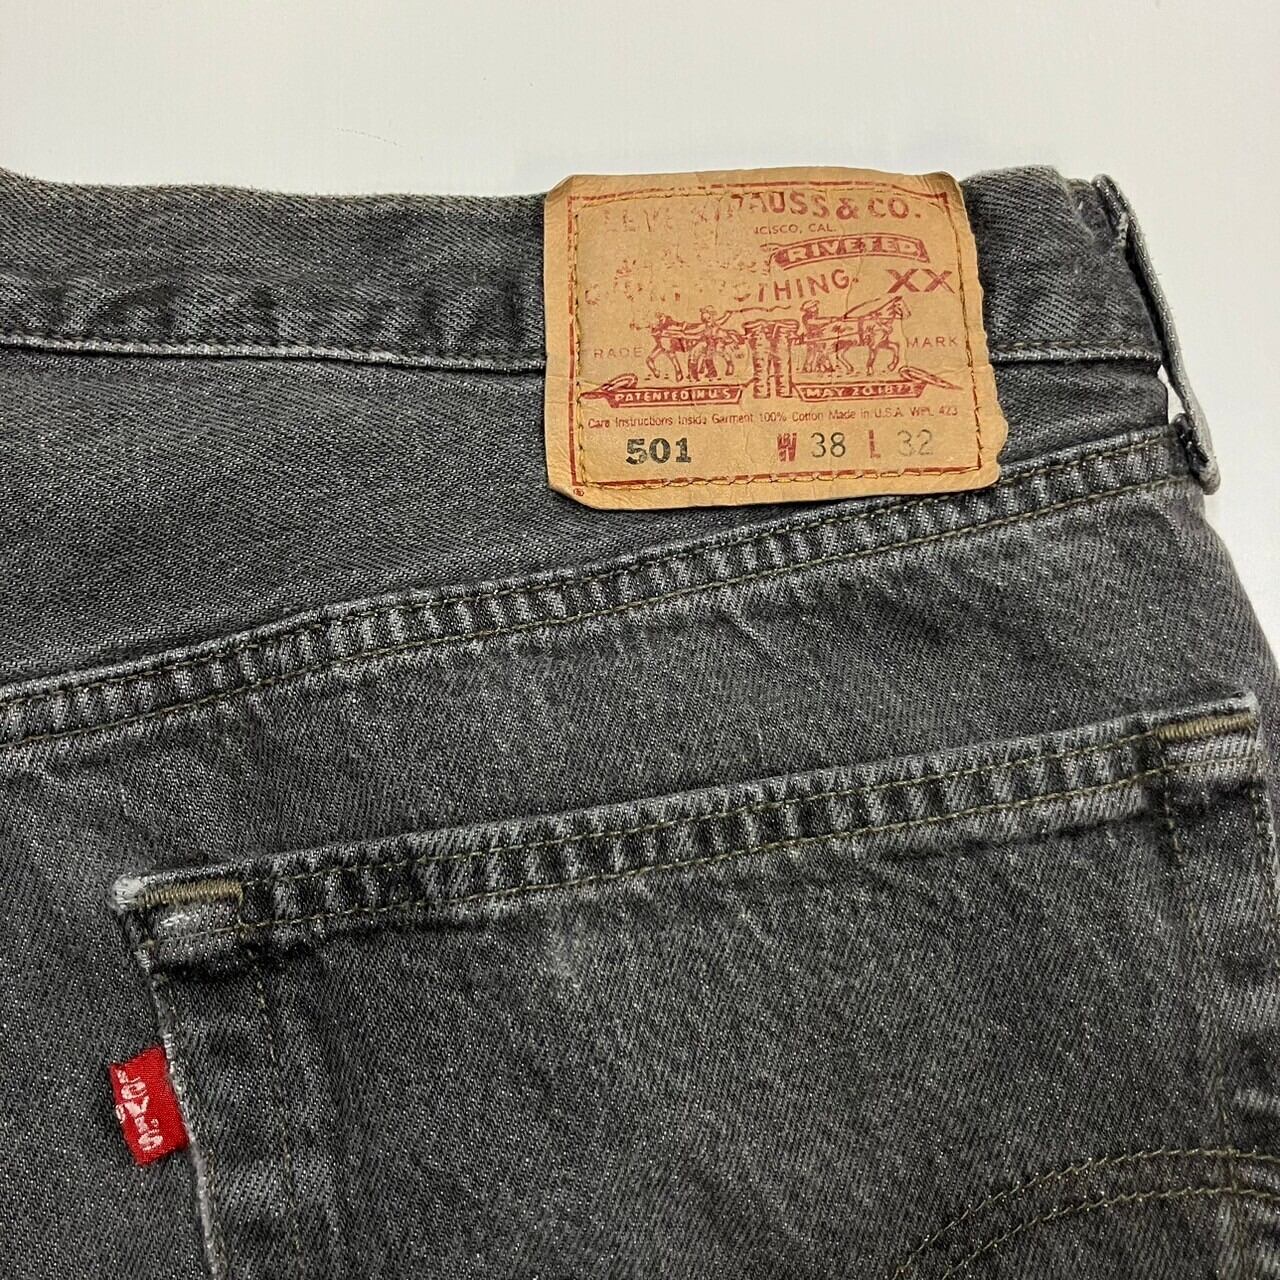 STRAUSS & CO.
NCISCO, CAL.
RIVETED
CLOTHING. XX
TRADE MARK
PATENTED IN U.S. MAY 20 1873
Care Instructions Inside Garment 100% Cotton Made in U.S.A. WPL 423
501 W 38 L 32
®
Levi's